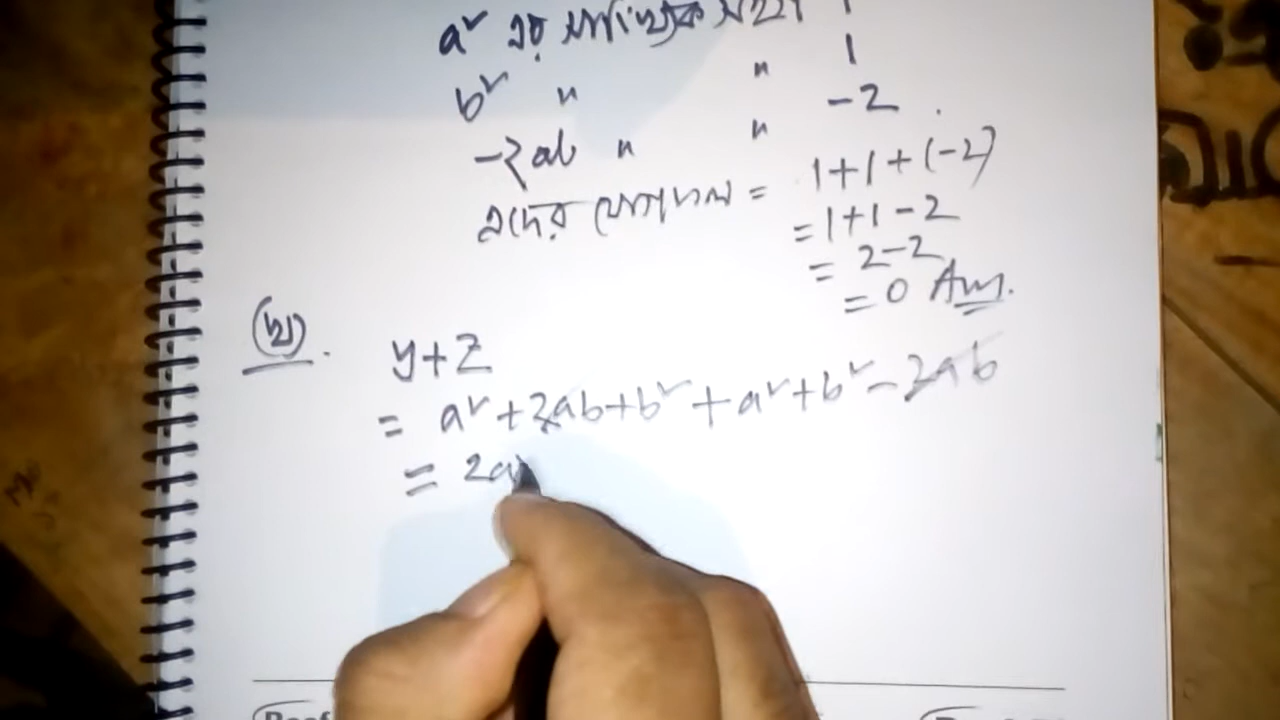 a² এর সাংখ্যিক সহগ 1
b² " " 1
-2ab " " -2
এদের যোগফল = 1+1+(-2)
= 1+1-2
= 2-2
= 0 Ans.
(খ).
y+z
= a²+2ab+b²+a²+b²-2ab
= 2a